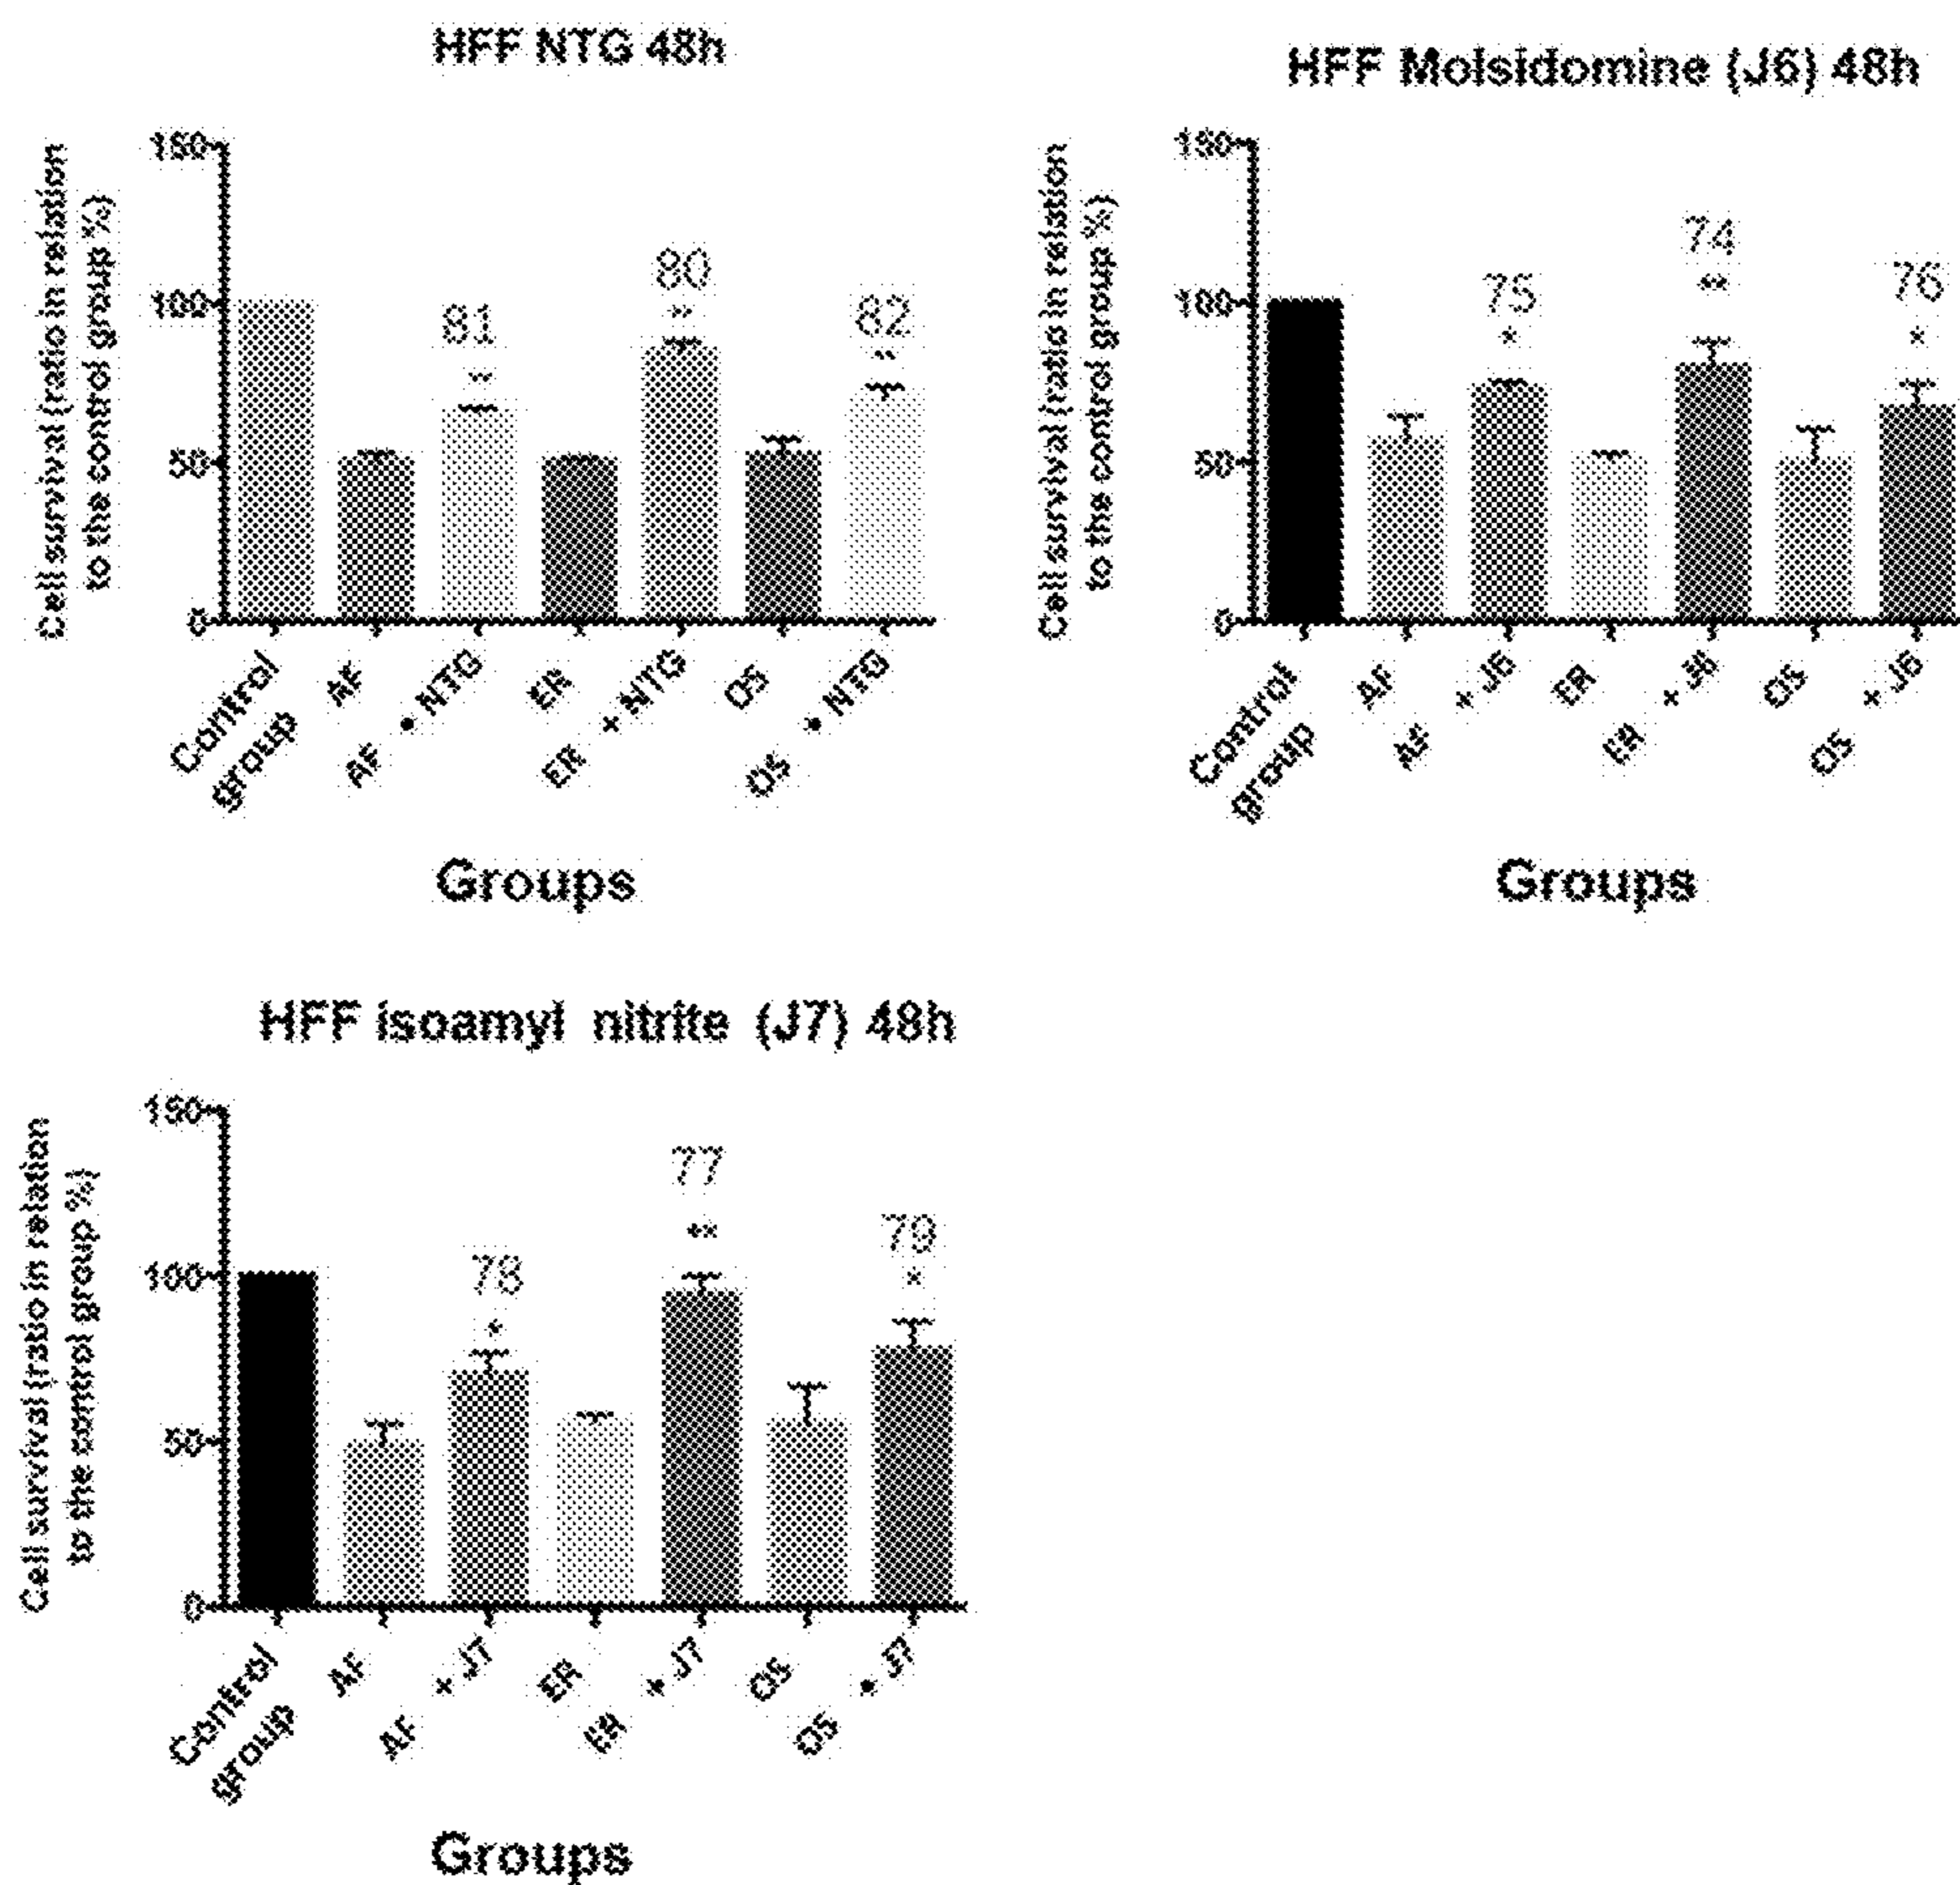 HFF NTG 48h
Cell survival (ratio in relation
to the control group %)
150
100
50
0
81
**
80
**
82
**
Control
group
AF
AF + NTG
ER
ER + NTG
OS
OS + NTG
Groups
HFF Molsidomine (J6) 48h
Cell survival (ratio in relation
to the control group %)
150
100
50
0
75
*
74
**
76
*
Control
group
AF
AF + J6
ER
ER + J6
OS
OS + J6
Groups
HFF isoamyl nitrite (J7) 48h
Cell survival (ratio in relation
to the control group %)
150
100
50
0
78
*
77
**
79
*
Control
group
AF
AF + J7
ER
ER + J7
OS
OS + J7
Groups